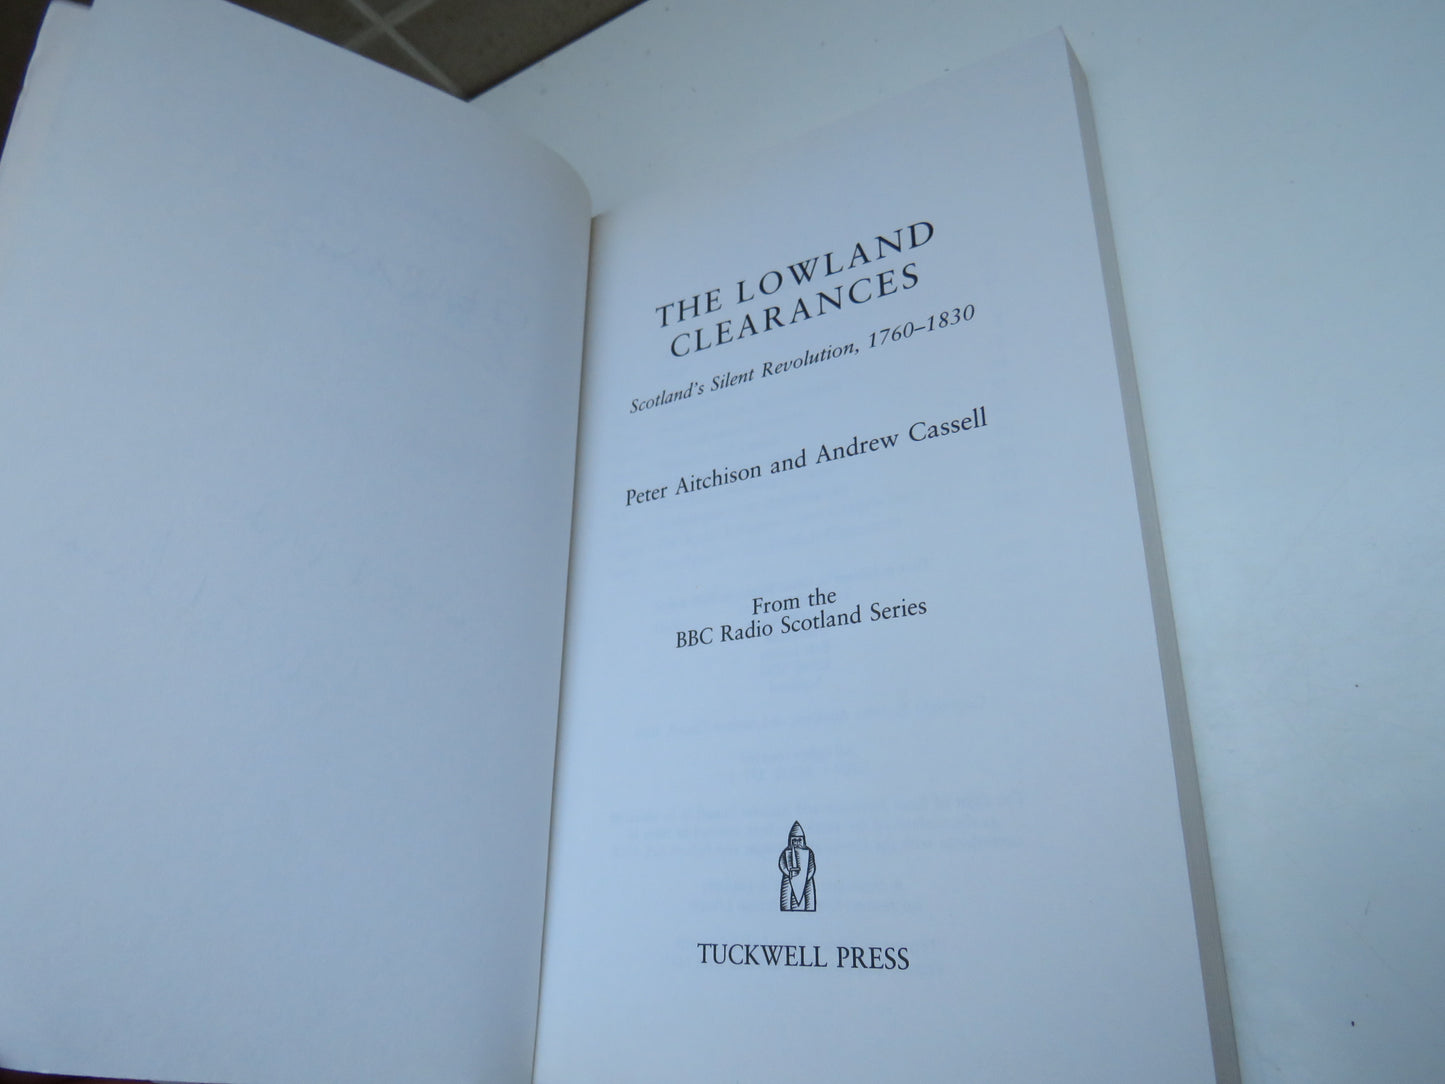 THE LOWLAND
CLEARANCES
Scotland's Silent Revolution, 1760–1830
Peter Aitchison and Andrew Cassell
From the
BBC Radio Scotland Series
TUCKWELL PRESS